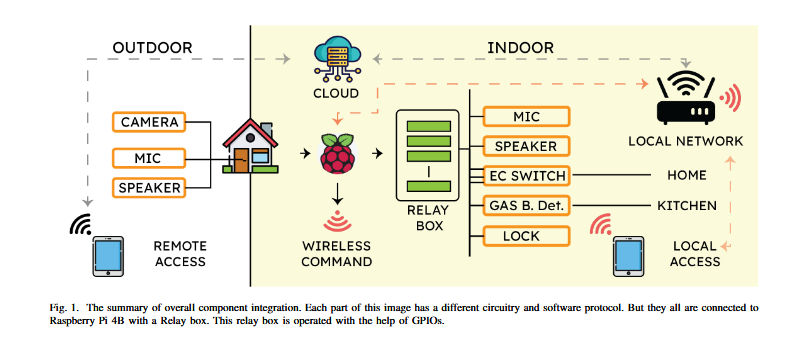 OUTDOOR
INDOOR
CLOUD
CAMERA
MIC
SPEAKER
REMOTE
ACCESS
WIRELESS
COMMAND
RELAY
BOX
MIC
SPEAKER
EC SWITCH
GAS B. Det.
LOCK
HOME
KITCHEN
LOCAL NETWORK
LOCAL
ACCESS
Fig. 1. The summary of overall component integration. Each part of this image has a different circuitry and software protocol. But they all are connected to
Raspberry Pi 4B with a Relay box. This relay box is operated with the help of GPIOs.